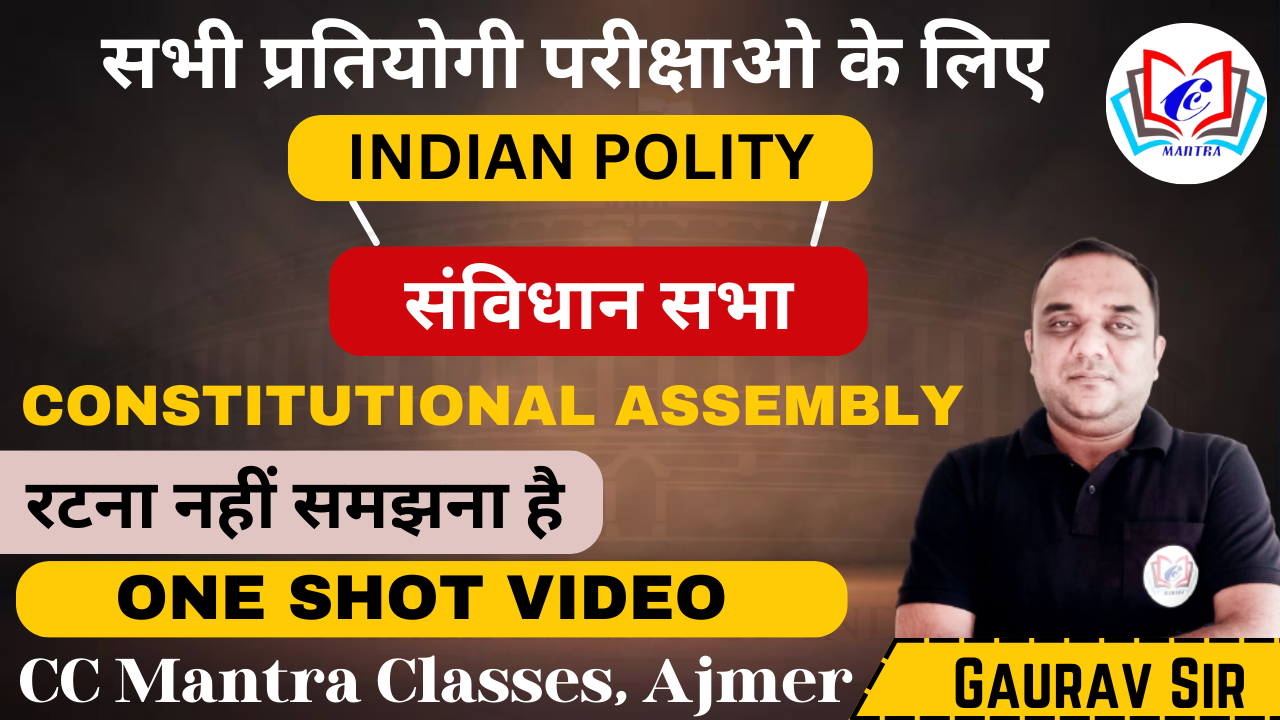 सभी प्रतियोगी परीक्षाओ के लिए
INDIAN POLITY
संविधान सभा
CONSTITUTIONAL ASSEMBLY
रटना नहीं समझना है
ONE SHOT VIDEO
CC Mantra Classes, Ajmer
GAURAV SIR
CC
MANTRA